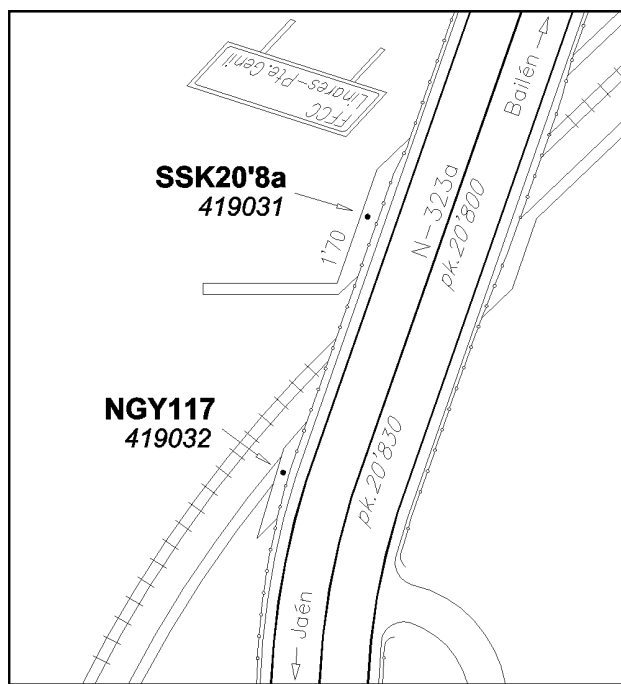 FFCC
Linares-Pte.Genil
Bailén →
SSK20'8a
419031
N-323a
pk.20'800
1'70
NGY117
419032
pk.20'830
← Jaén